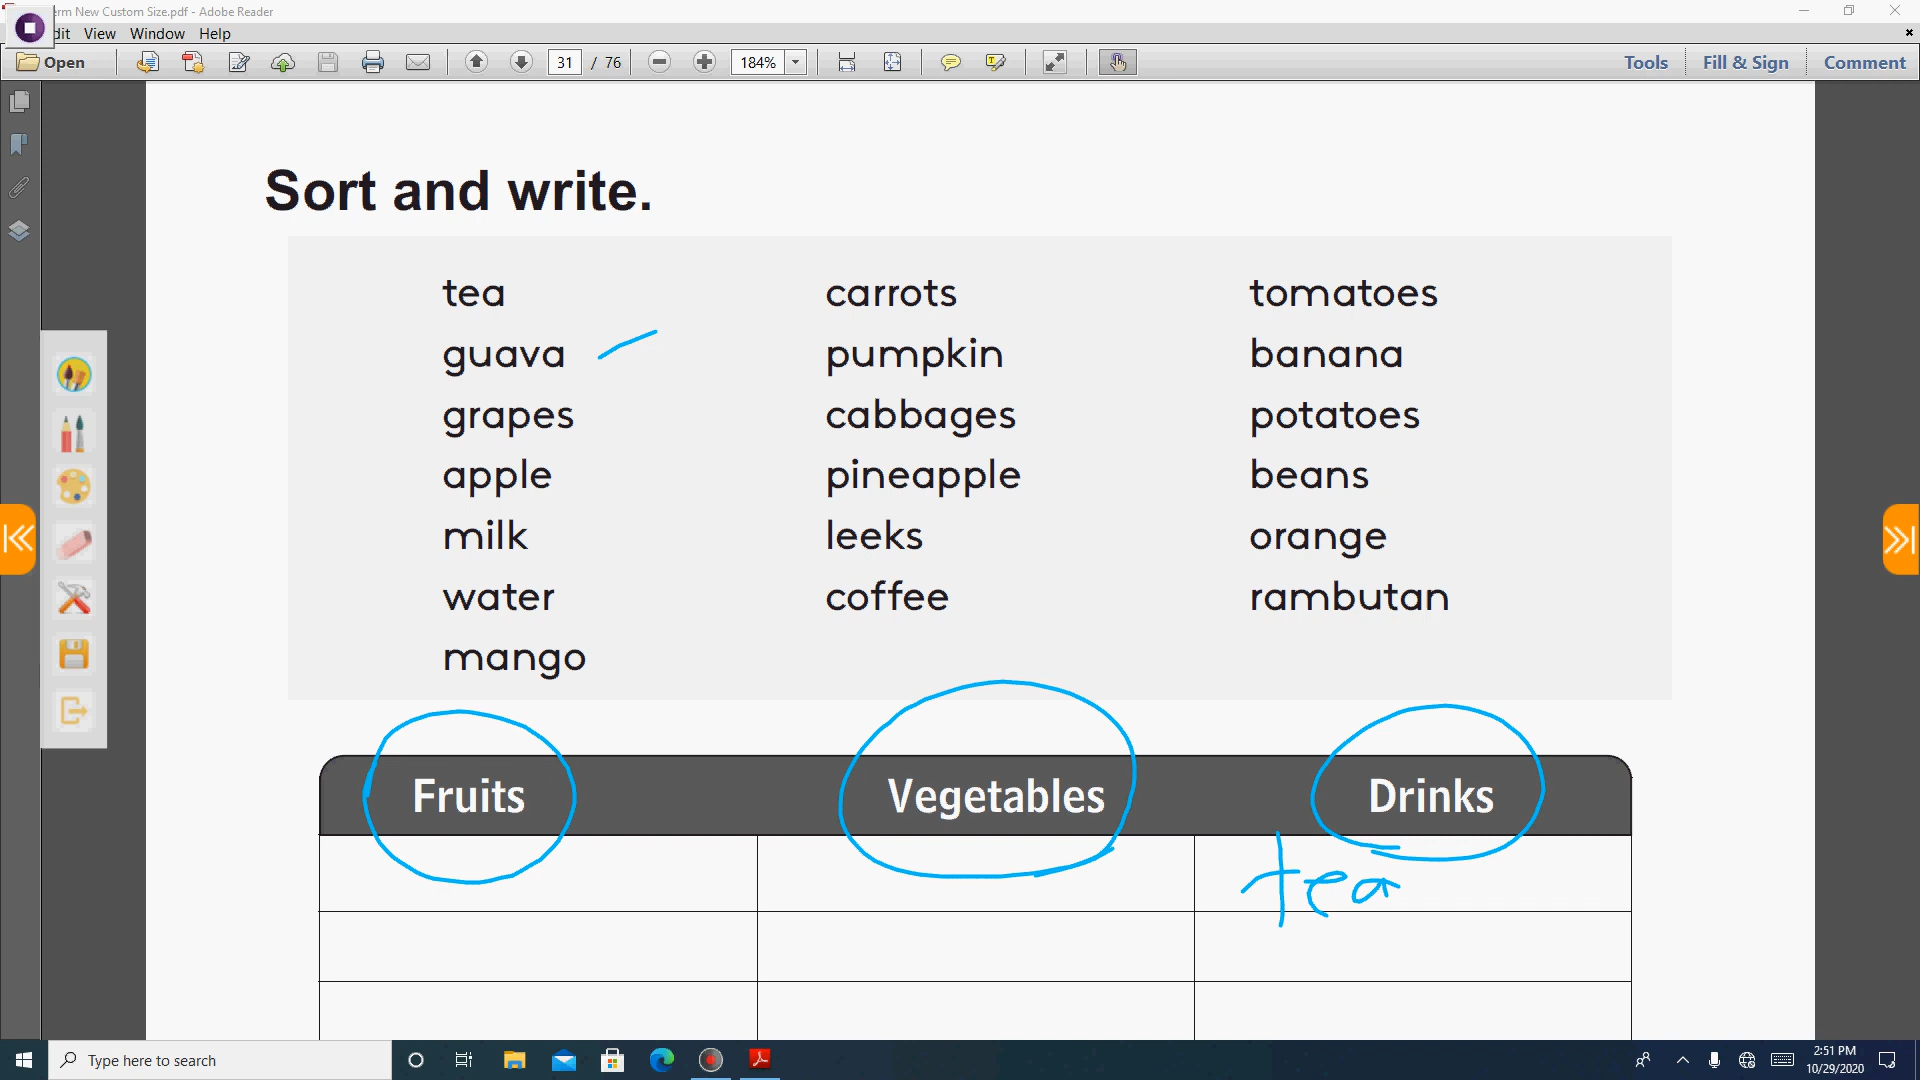 erm New Custom Size.pdf - Adobe Reader
dit View Window Help
Open 31 / 76 184% Tools Fill & Sign Comment
Sort and write.
tea carrots tomatoes
guava pumpkin banana
grapes cabbages potatoes
apple pineapple beans
milk leeks orange
water coffee rambutan
mango
Fruits Vegetables Drinks
tea
Type here to search
2:51 PM
10/29/2020